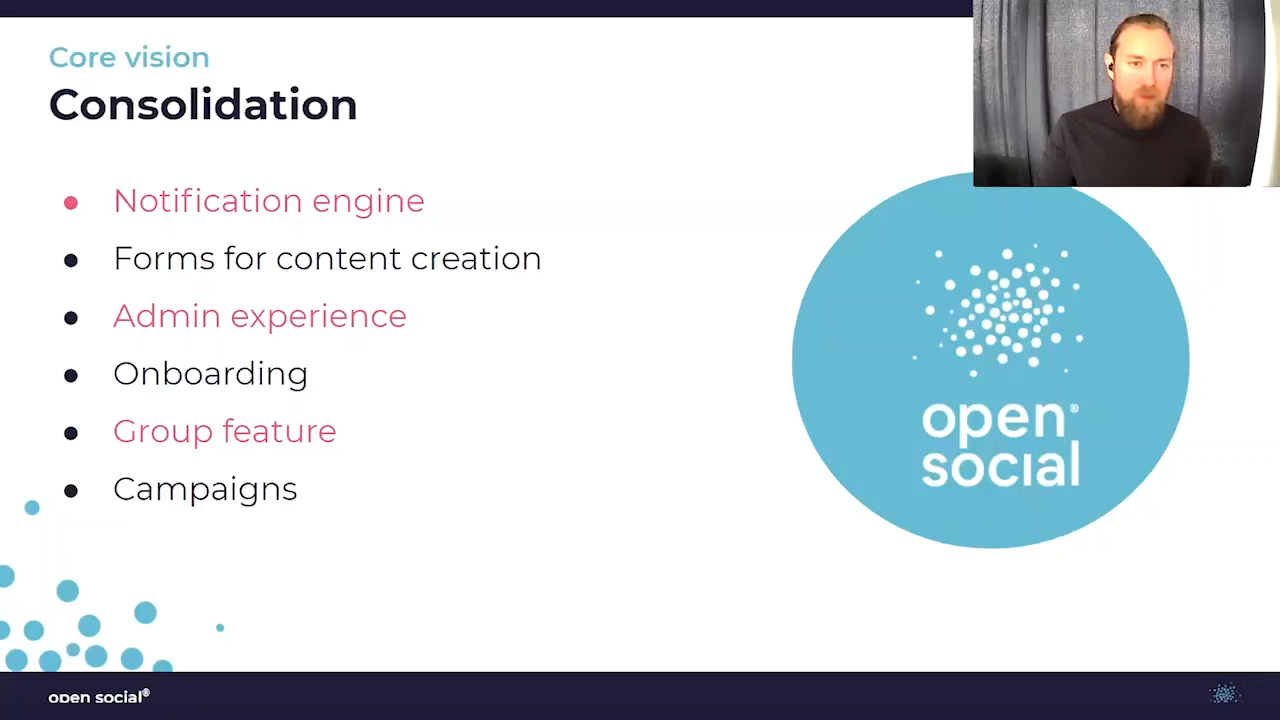 Core vision
Consolidation
● Notification engine
● Forms for content creation
● Admin experience
● Onboarding
● Group feature
● Campaigns
open®
social
open social®